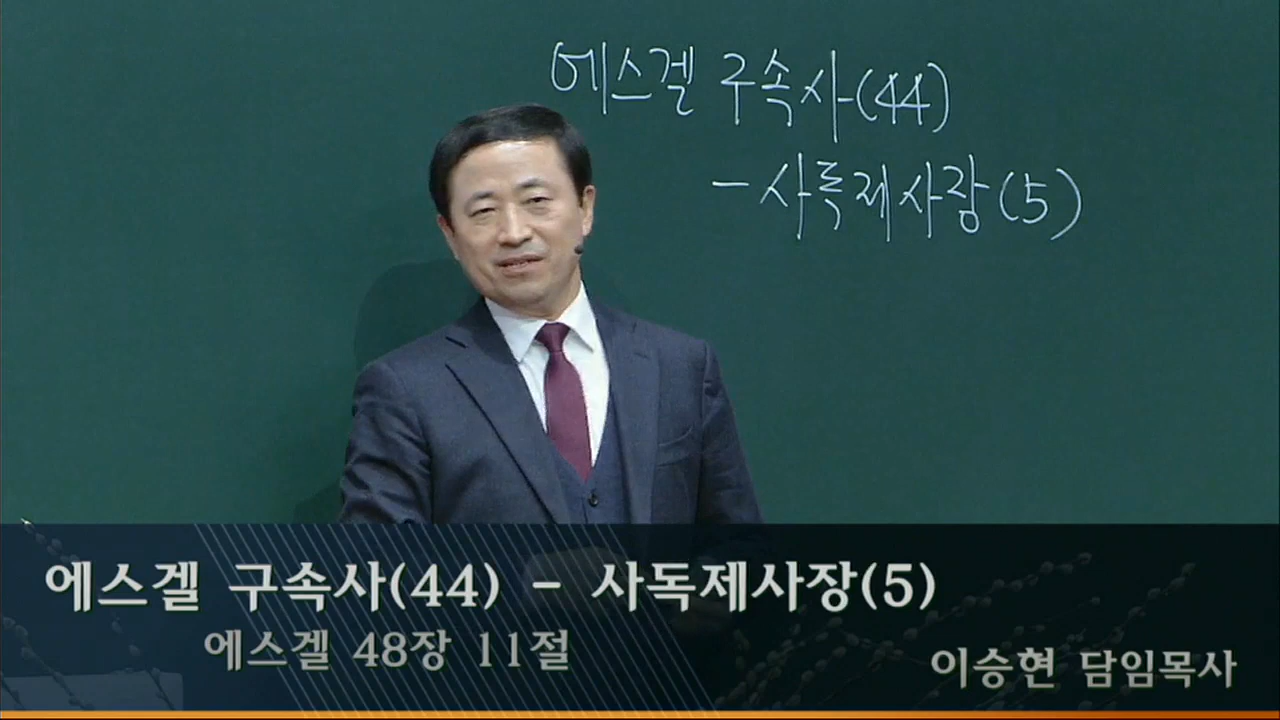 에스겔 구속사(44)
-사독제사장(5)
에스겔 구속사(44) - 사독제사장(5)
에스겔 48장 11절
이승현 담임목사